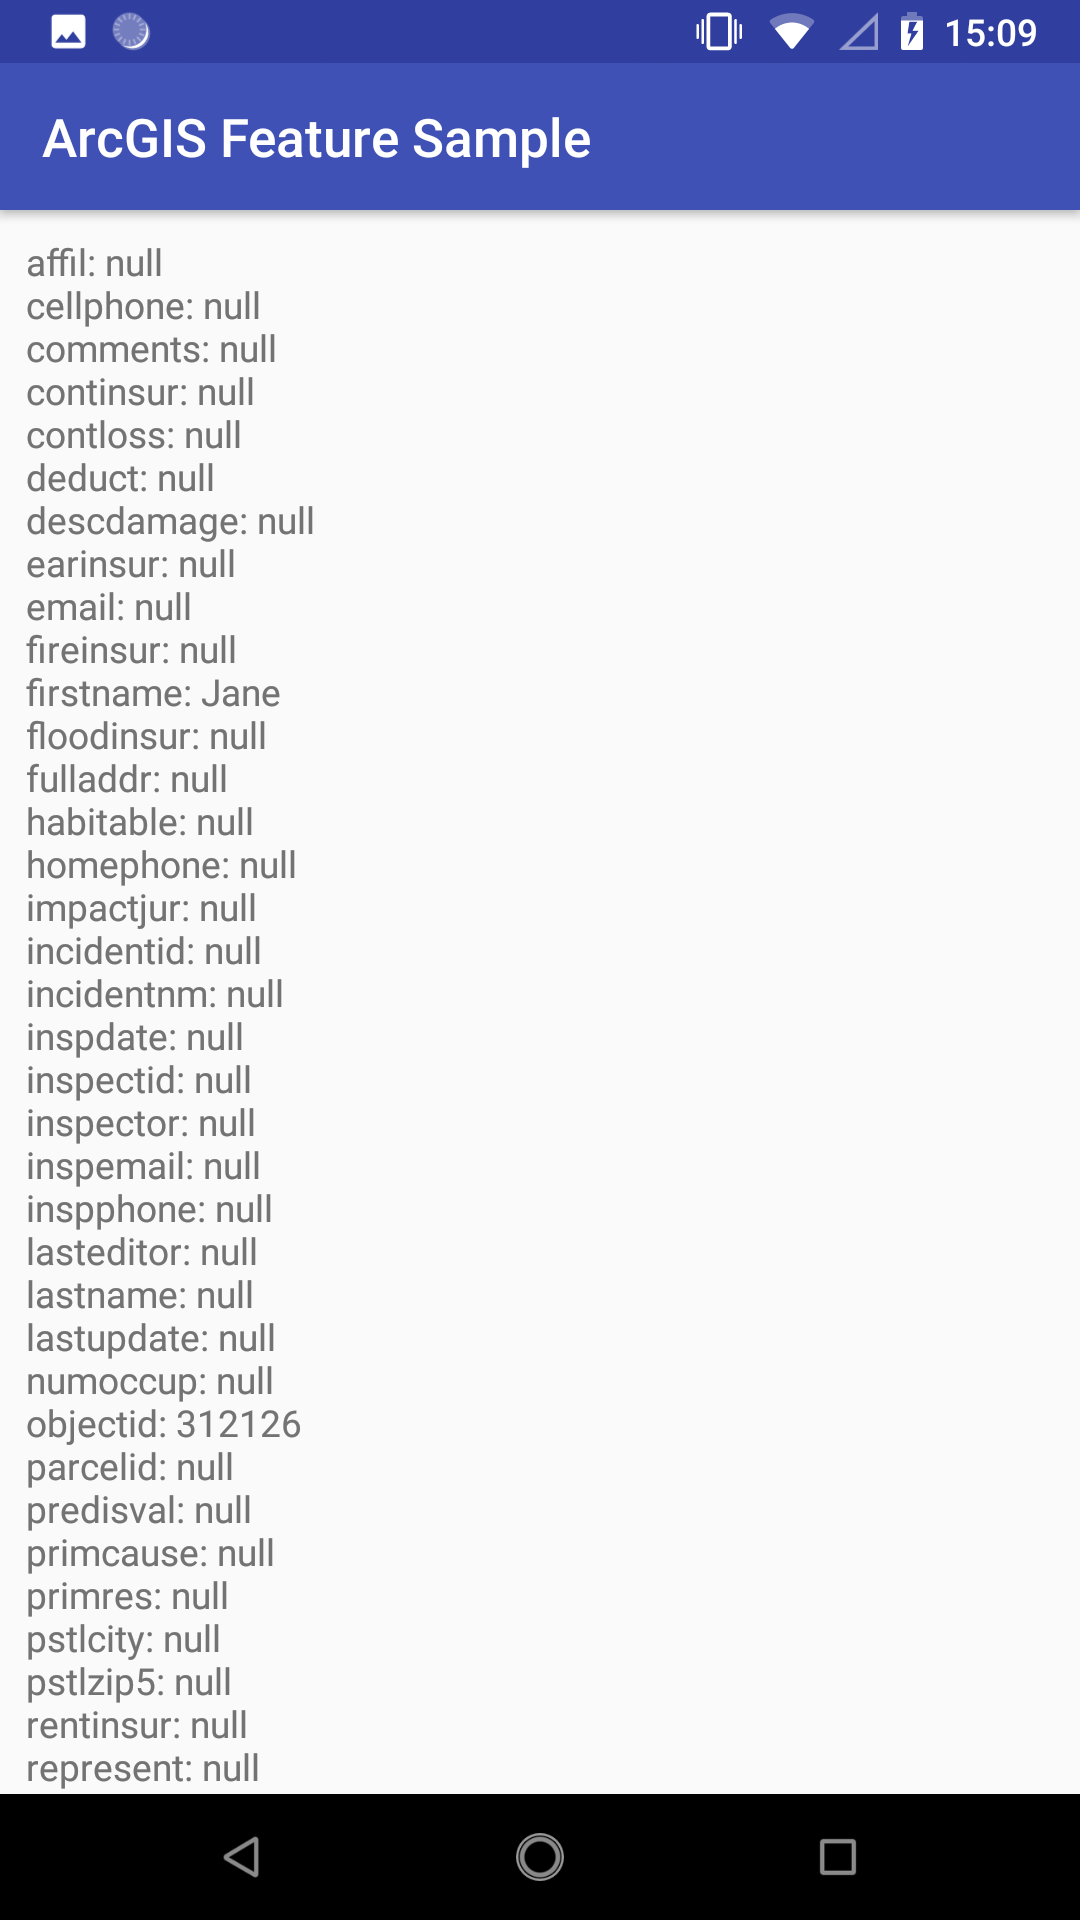 15:09
ArcGIS Feature Sample
affil: null
cellphone: null
comments: null
continsur: null
contloss: null
deduct: null
descdamage: null
earinsur: null
email: null
fireinsur: null
firstname: Jane
floodinsur: null
fulladdr: null
habitable: null
homephone: null
impactjur: null
incidentid: null
incidentnm: null
inspdate: null
inspectid: null
inspector: null
inspemail: null
inspphone: null
lasteditor: null
lastname: null
lastupdate: null
numoccup: null
objectid: 312126
parcelid: null
predisval: null
primcause: null
primres: null
pstlcity: null
pstlzip5: null
rentinsur: null
represent: null